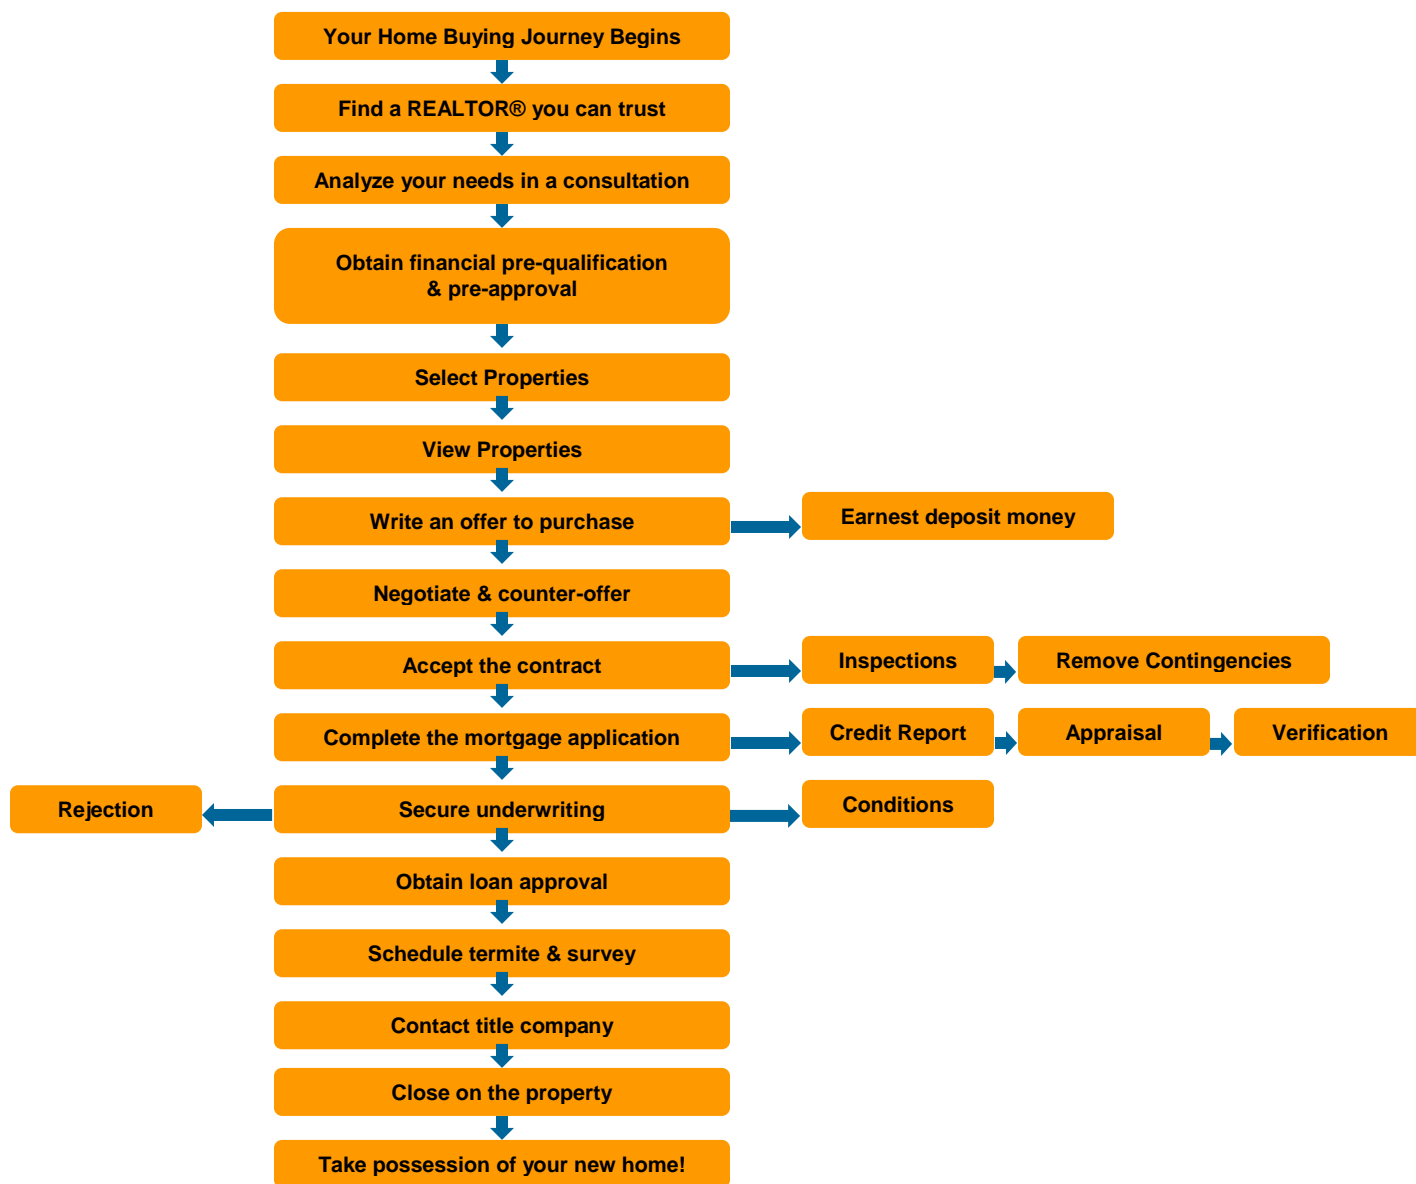 Your Home Buying Journey Begins
Find a REALTOR® you can trust
Analyze your needs in a consultation
Obtain financial pre-qualification
& pre-approval
Select Properties
View Properties
Write an offer to purchase
Earnest deposit money
Negotiate & counter-offer
Accept the contract
Inspections
Remove Contingencies
Complete the mortgage application
Credit Report
Appraisal
Verification
Rejection
Secure underwriting
Conditions
Obtain loan approval
Schedule termite & survey
Contact title company
Close on the property
Take possession of your new home!